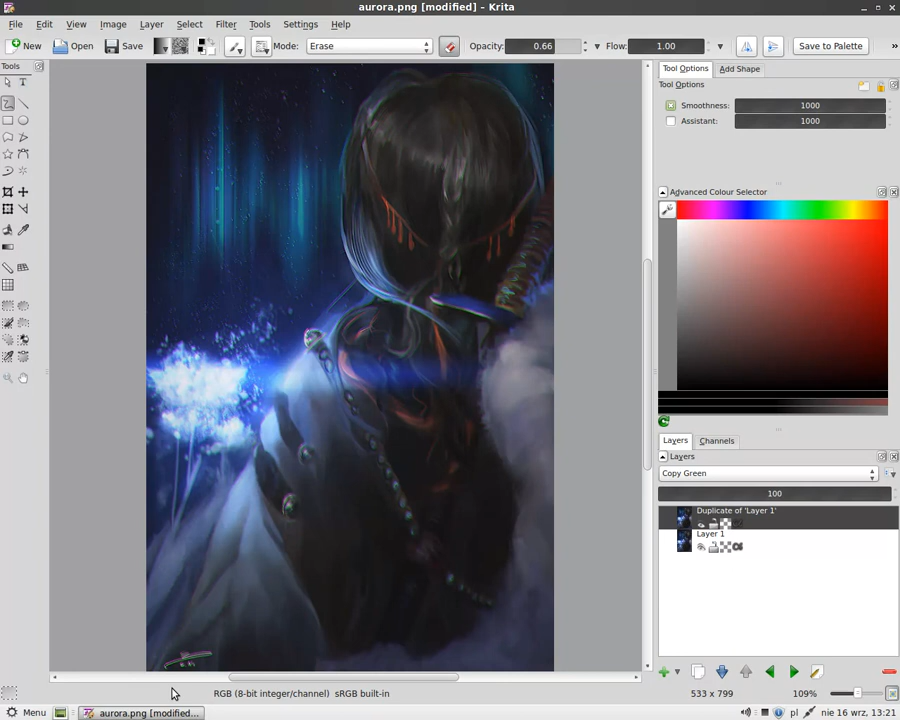 aurora.png [modified] - Krita
File Edit View Image Layer Select Filter Tools Settings Help
New Open Save Mode: Erase Opacity: 0.66 Flow: 1.00 Save to Palette »
Tools
Tool Options Add Shape
Tool Options
Smoothness: 1000
Assistant: 1000
Advanced Colour Selector
Layers Channels
Layers
Copy Green
100
Duplicate of 'Layer 1'
Layer 1
RGB (8-bit integer/channel) sRGB built-in 533 x 799 109%
Menu aurora.png [modified... nie 16 wrz, 13:21